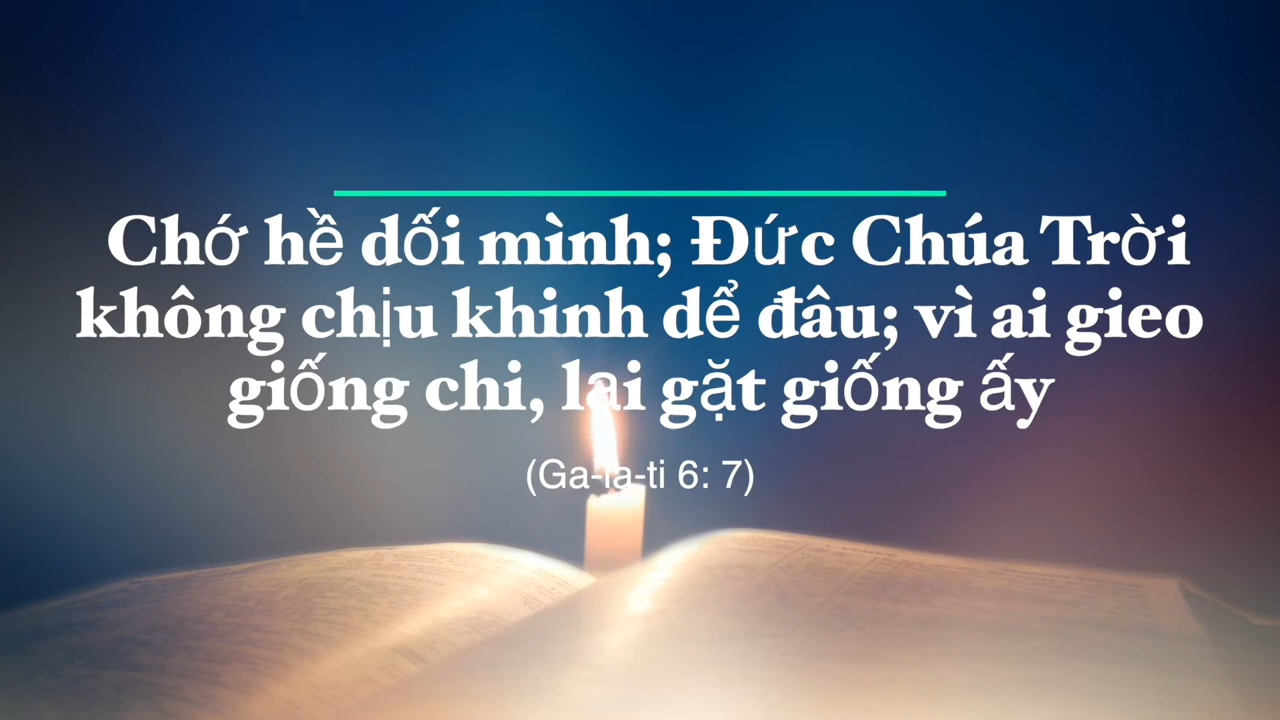 Chớ hề dối mình; Đức Chúa Trời
không chịu khinh dể đâu; vì ai gieo
giống chi, lại gặt giống ấy
(Ga-la-ti 6: 7)